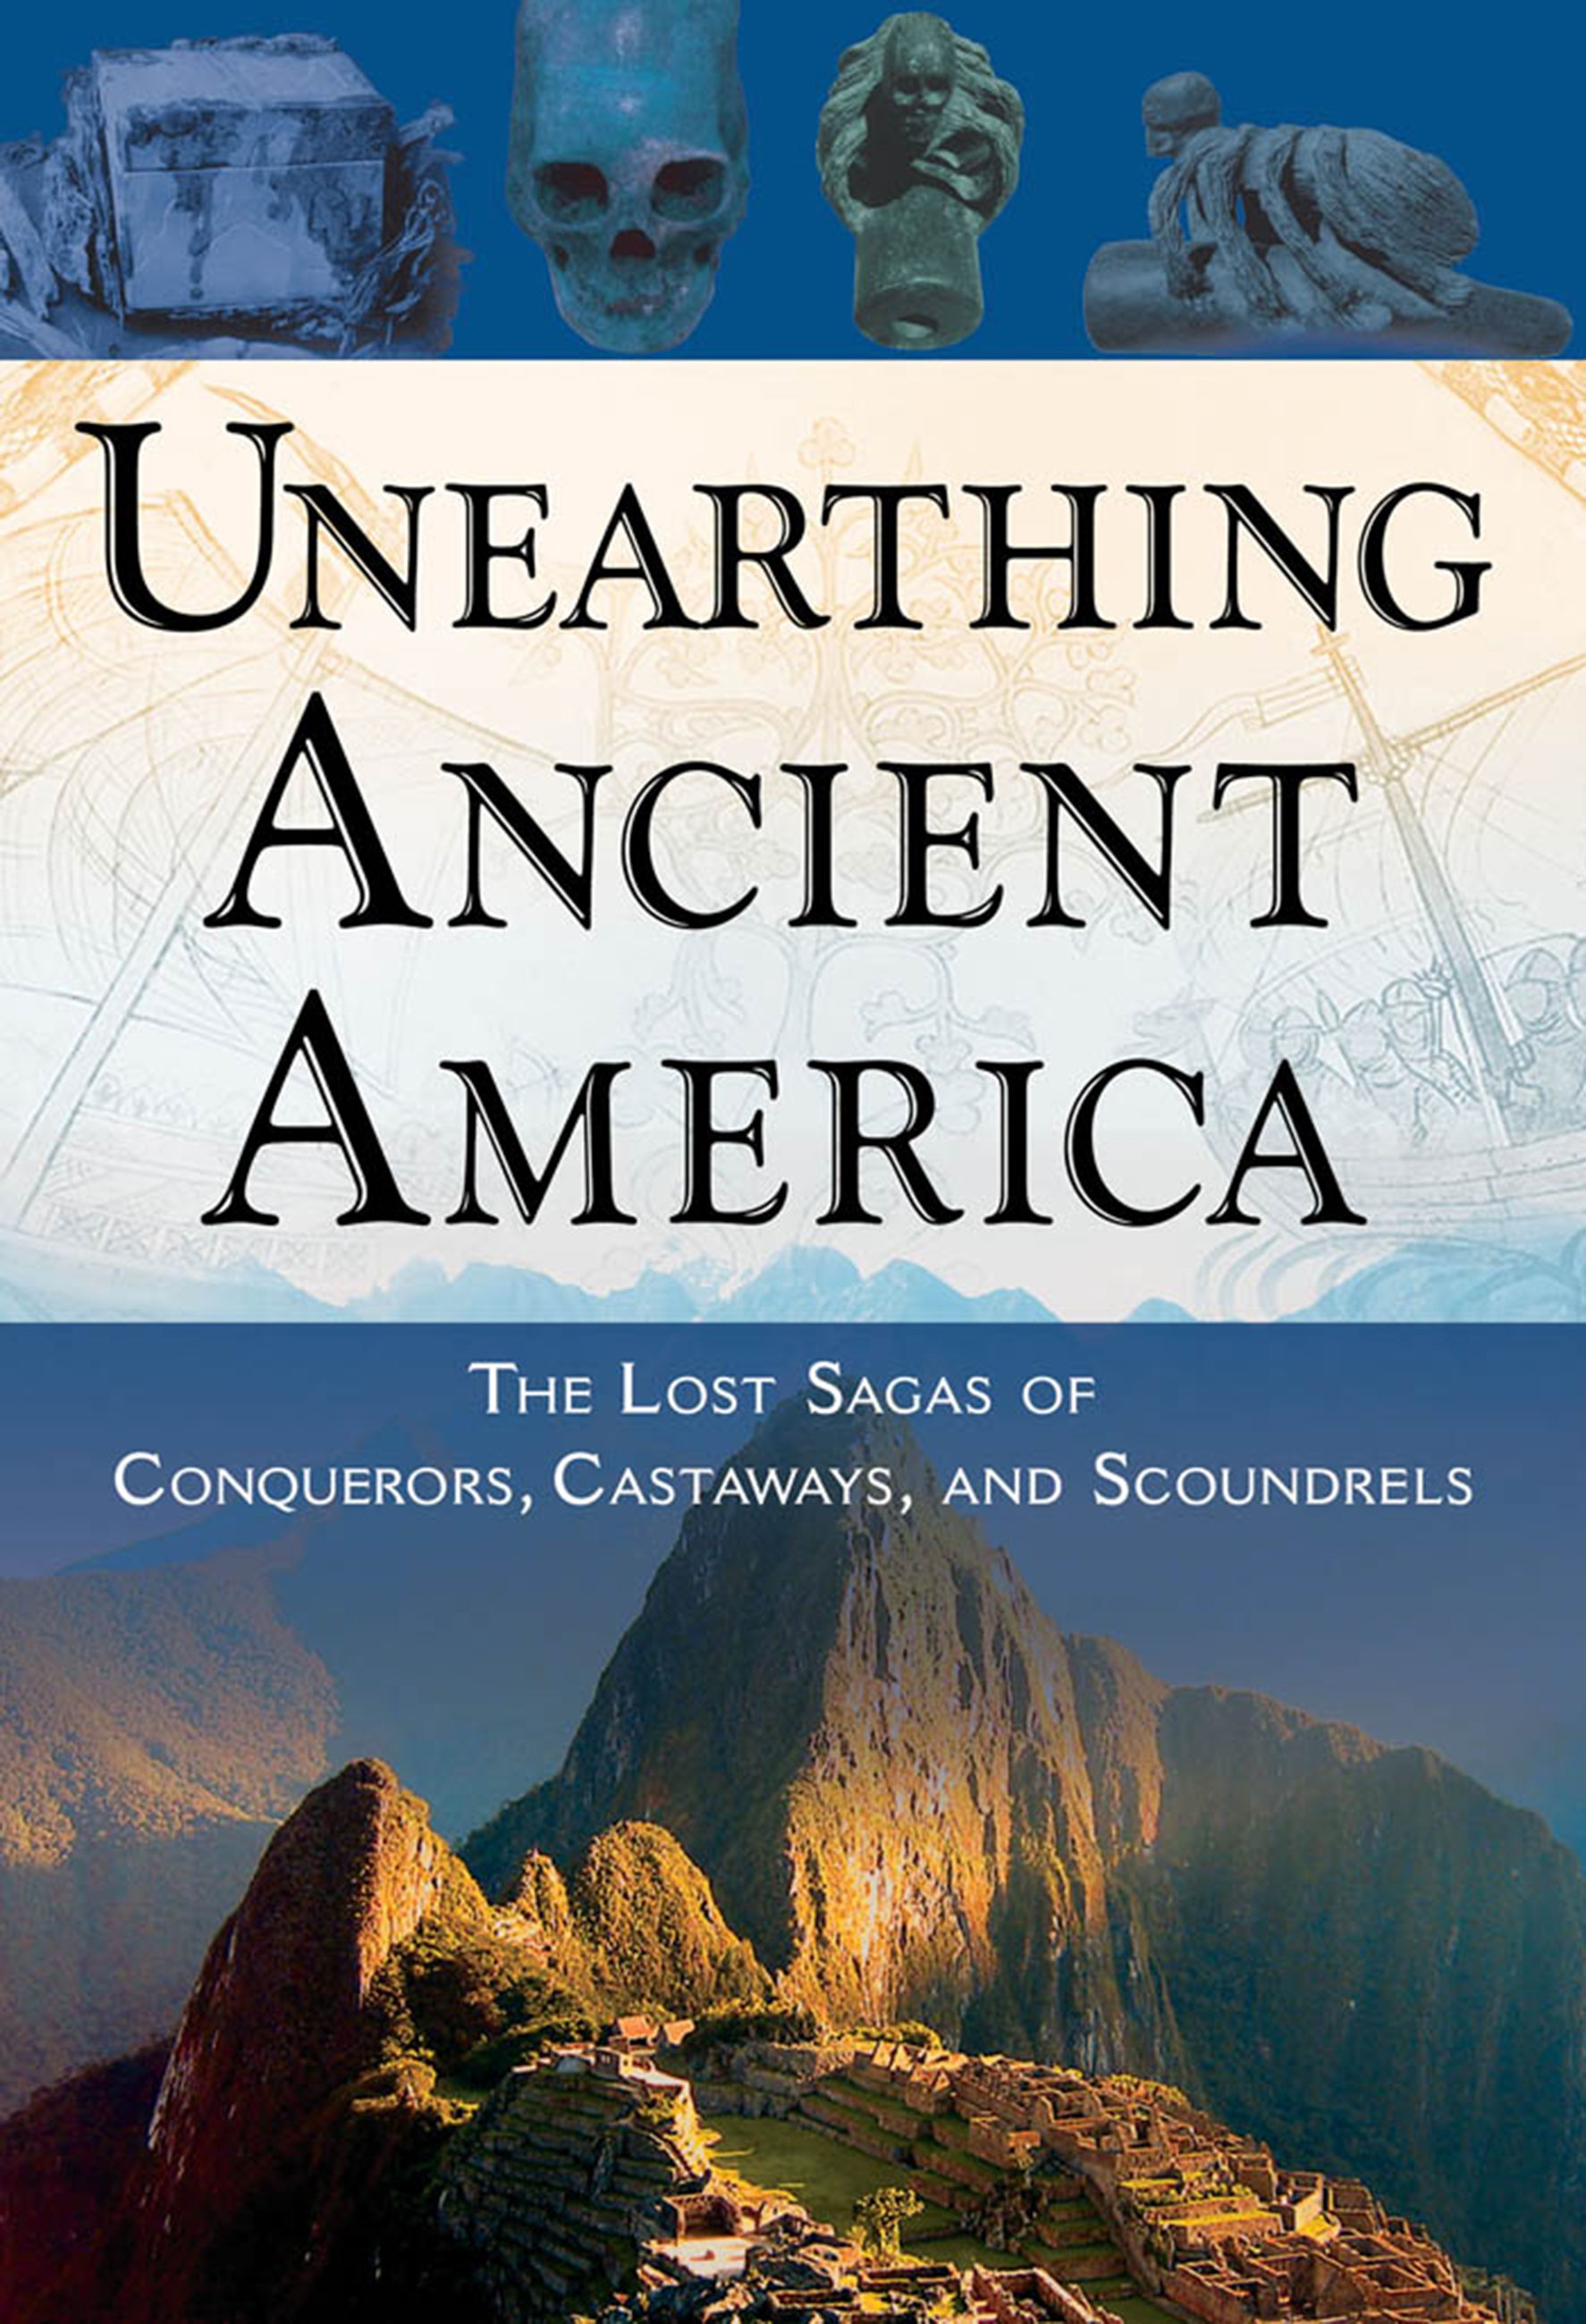 UNEARTHING
ANCIENT
AMERICA
THE LOST SAGAS OF
CONQUERORS, CASTAWAYS, AND SCOUNDRELS